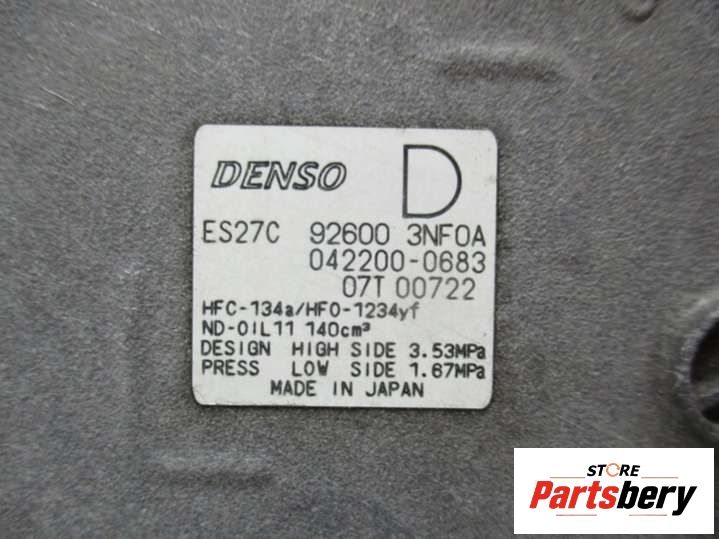 DENSO D
ES27C 92600 3NF0A
042200-0683
07T 00722
HFC-134a/HFO-1234yf
ND-OIL11 140cm³
DESIGN HIGH SIDE 3.53MPa
PRESS LOW SIDE 1.67MPa
MADE IN JAPAN
STORE
Partsbery